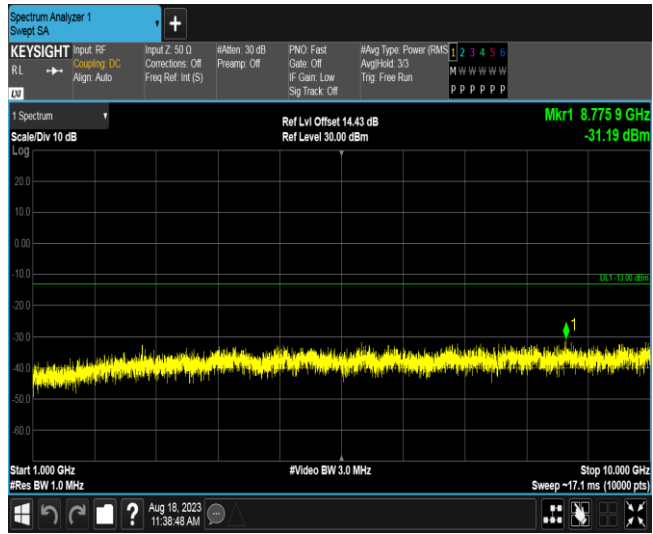 Spectrum Analyzer 1
Swept SA
+
KEYSIGHT
RL
LXI
Input: RF
Coupling: DC
Align: Auto
Input Z: 50 Ω
Corrections: Off
Freq Ref: Int (S)
#Atten: 30 dB
Preamp: Off
PNO: Fast
Gate: Off
IF Gain: Low
Sig Track: Off
#Avg Type: Power (RMS
Avg|Hold: 3/3
Trig: Free Run
1 2 3 4 5 6
M W W W W W
P P P P P P
1 Spectrum
Scale/Div 10 dB
Log
Ref Lvl Offset 14.43 dB
Ref Level 30.00 dBm
Mkr1 8.775 9 GHz
-31.19 dBm
20.0
10.0
0.00
-10.0
DL1 -13.00 dBm
-20.0
-30.0
1
-40.0
-50.0
-60.0
Start 1.000 GHz
#Res BW 1.0 MHz
#Video BW 3.0 MHz
Stop 10.000 GHz
Sweep ~17.1 ms (10000 pts)
?
Aug 18, 2023
11:38:48 AM